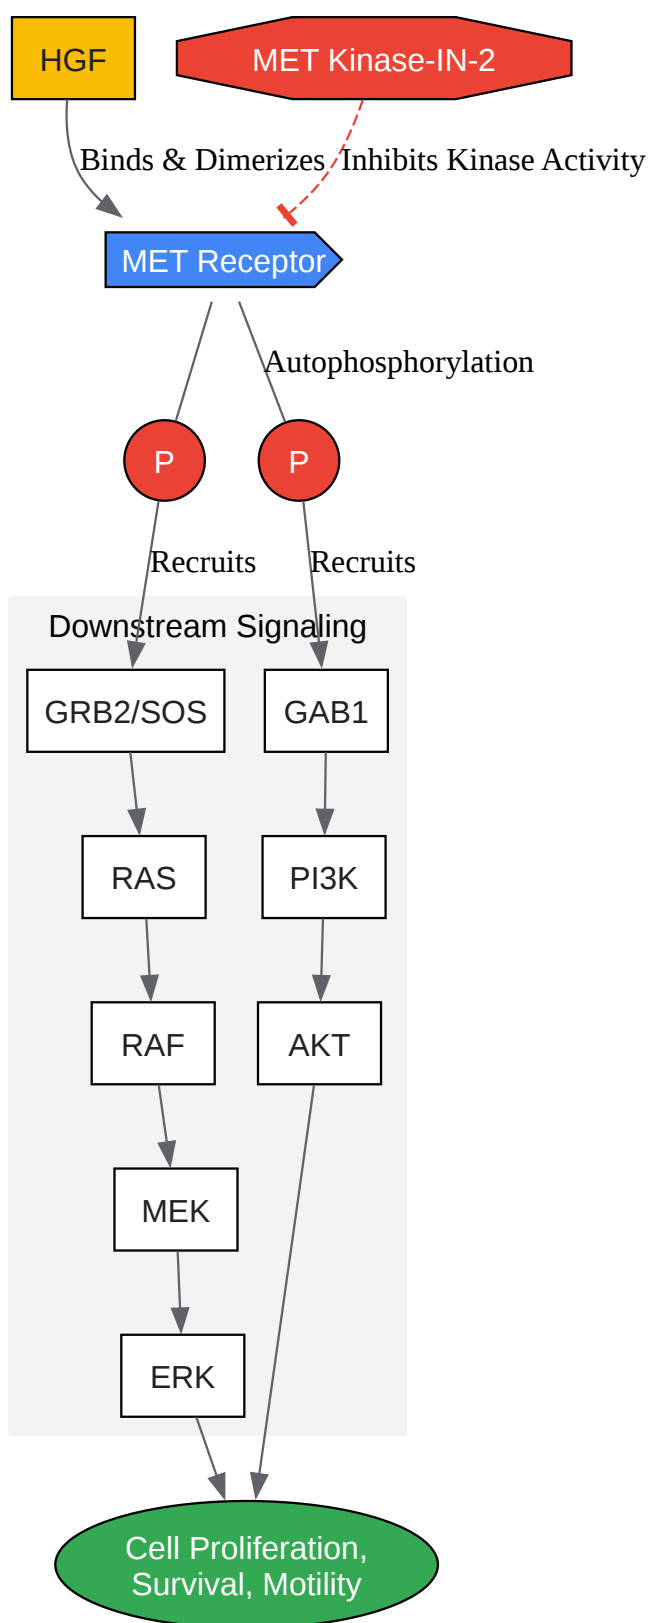 HGF
MET Kinase-IN-2
Binds & Dimerizes
Inhibits Kinase Activity
MET Receptor
Autophosphorylation
P
P
Recruits
Recruits
Downstream Signaling
GRB2/SOS
GAB1
RAS
PI3K
RAF
AKT
MEK
ERK
Cell Proliferation,
Survival, Motility